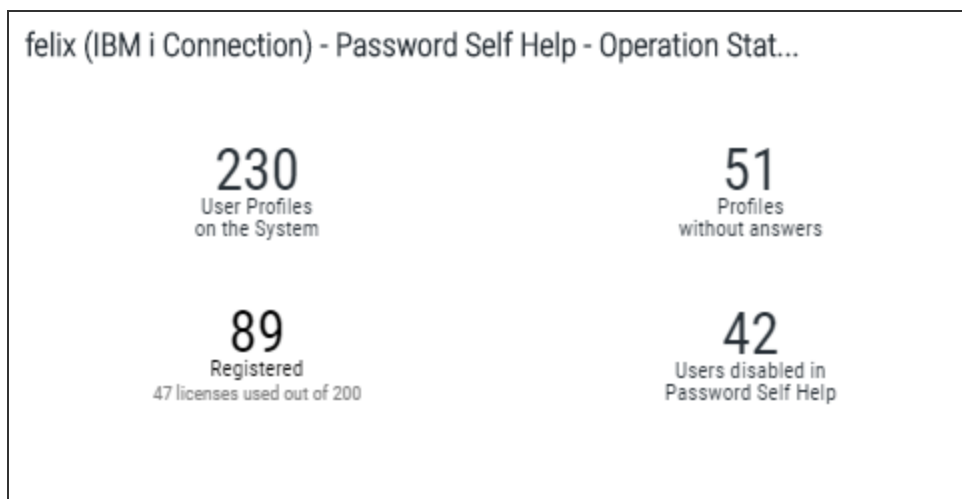 felix (IBM i Connection) - Password Self Help - Operation Stat...
230
User Profiles
on the System
51
Profiles
without answers
89
Registered
47 licenses used out of 200
42
Users disabled in
Password Self Help